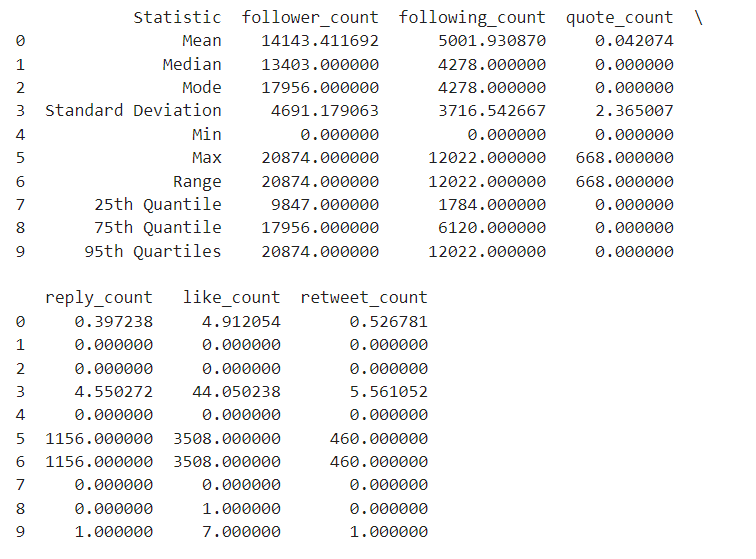 Statistic follower_count following_count quote_count \
0 Mean 14143.411692 5001.930870 0.042074
1 Median 13403.000000 4278.000000 0.000000
2 Mode 17956.000000 4278.000000 0.000000
3 Standard Deviation 4691.179063 3716.542667 2.365007
4 Min 0.000000 0.000000 0.000000
5 Max 20874.000000 12022.000000 668.000000
6 Range 20874.000000 12022.000000 668.000000
7 25th Quantile 9847.000000 1784.000000 0.000000
8 75th Quantile 17956.000000 6120.000000 0.000000
9 95th Quartiles 20874.000000 12022.000000 0.000000
reply_count like_count retweet_count
0 0.397238 4.912054 0.526781
1 0.000000 0.000000 0.000000
2 0.000000 0.000000 0.000000
3 4.550272 44.050238 5.561052
4 0.000000 0.000000 0.000000
5 1156.000000 3508.000000 460.000000
6 1156.000000 3508.000000 460.000000
7 0.000000 0.000000 0.000000
8 0.000000 1.000000 0.000000
9 1.000000 7.000000 1.000000